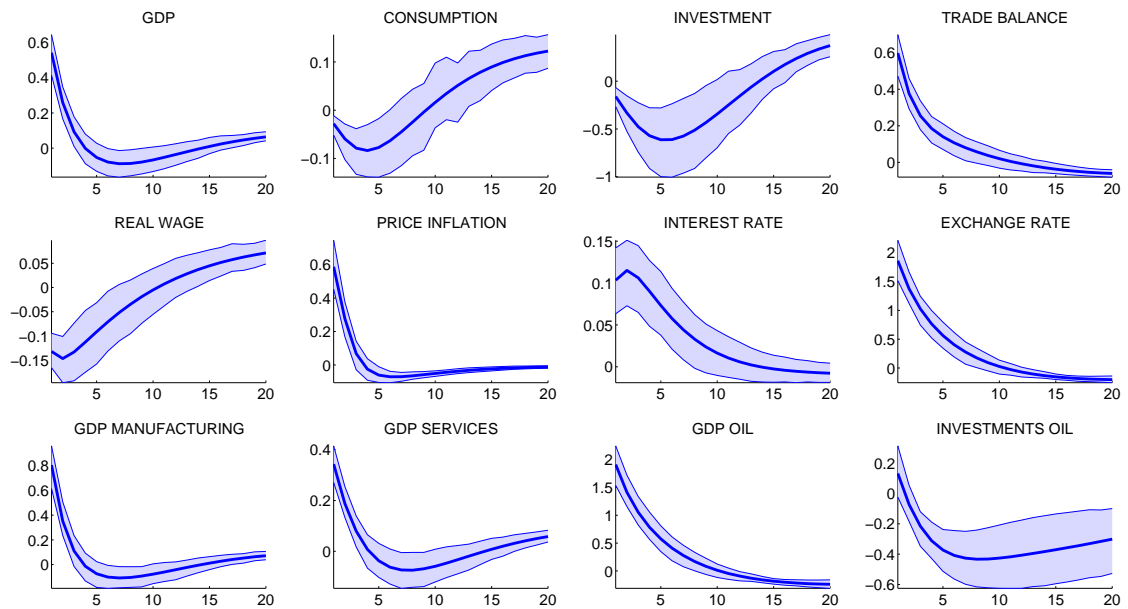 GDP
0.6
0.4
0.2
0
5 10 15 20
CONSUMPTION
0.1
0
−0.1
5 10 15 20
INVESTMENT
0
−0.5
−1
5 10 15 20
TRADE BALANCE
0.6
0.4
0.2
0
5 10 15 20
REAL WAGE
0.05
0
−0.05
−0.1
−0.15
5 10 15 20
PRICE INFLATION
0.6
0.4
0.2
0
5 10 15 20
INTEREST RATE
0.15
0.1
0.05
0
5 10 15 20
EXCHANGE RATE
2
1.5
1
0.5
0
5 10 15 20
GDP MANUFACTURING
0.8
0.6
0.4
0.2
0
5 10 15 20
GDP SERVICES
0.4
0.2
0
5 10 15 20
GDP OIL
2
1.5
1
0.5
0
5 10 15 20
INVESTMENTS OIL
0.2
0
−0.2
−0.4
−0.6
5 10 15 20